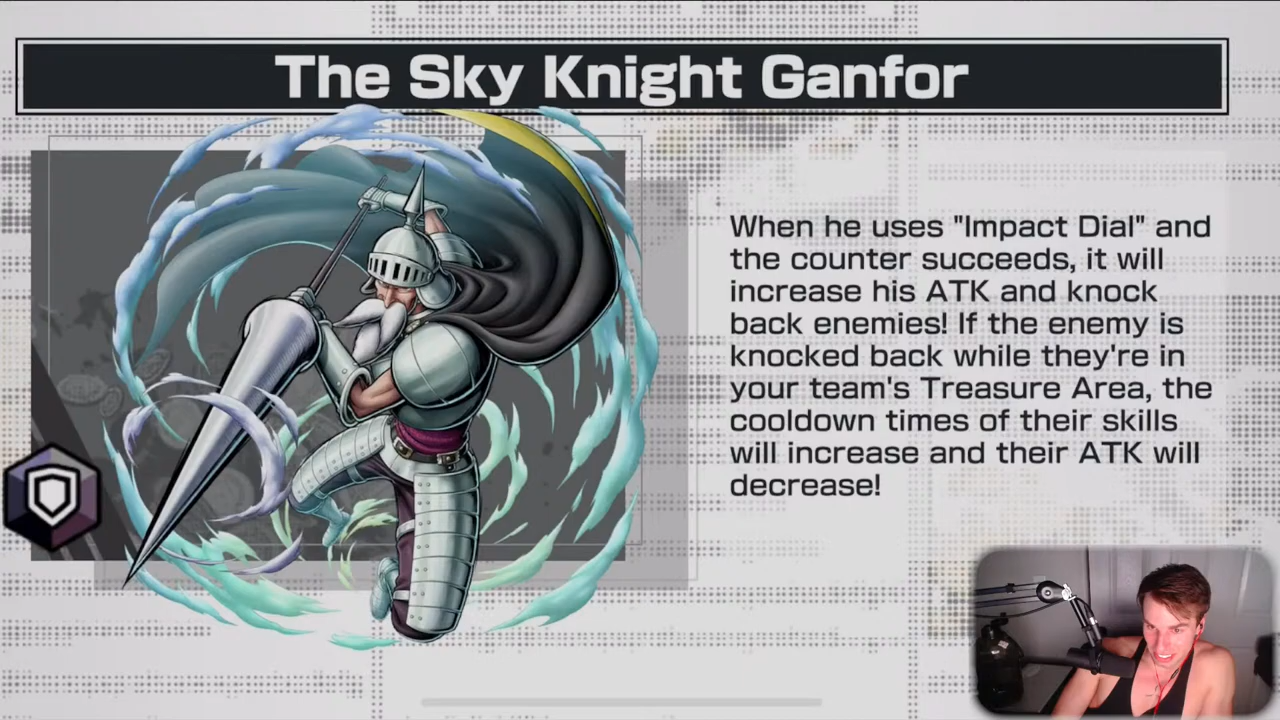 The Sky Knight Ganfor
When he uses "Impact Dial" and
the counter succeeds, it will
increase his ATK and knock
back enemies! If the enemy is
knocked back while they're in
your team's Treasure Area, the
cooldown times of their skills
will increase and their ATK will
decrease!